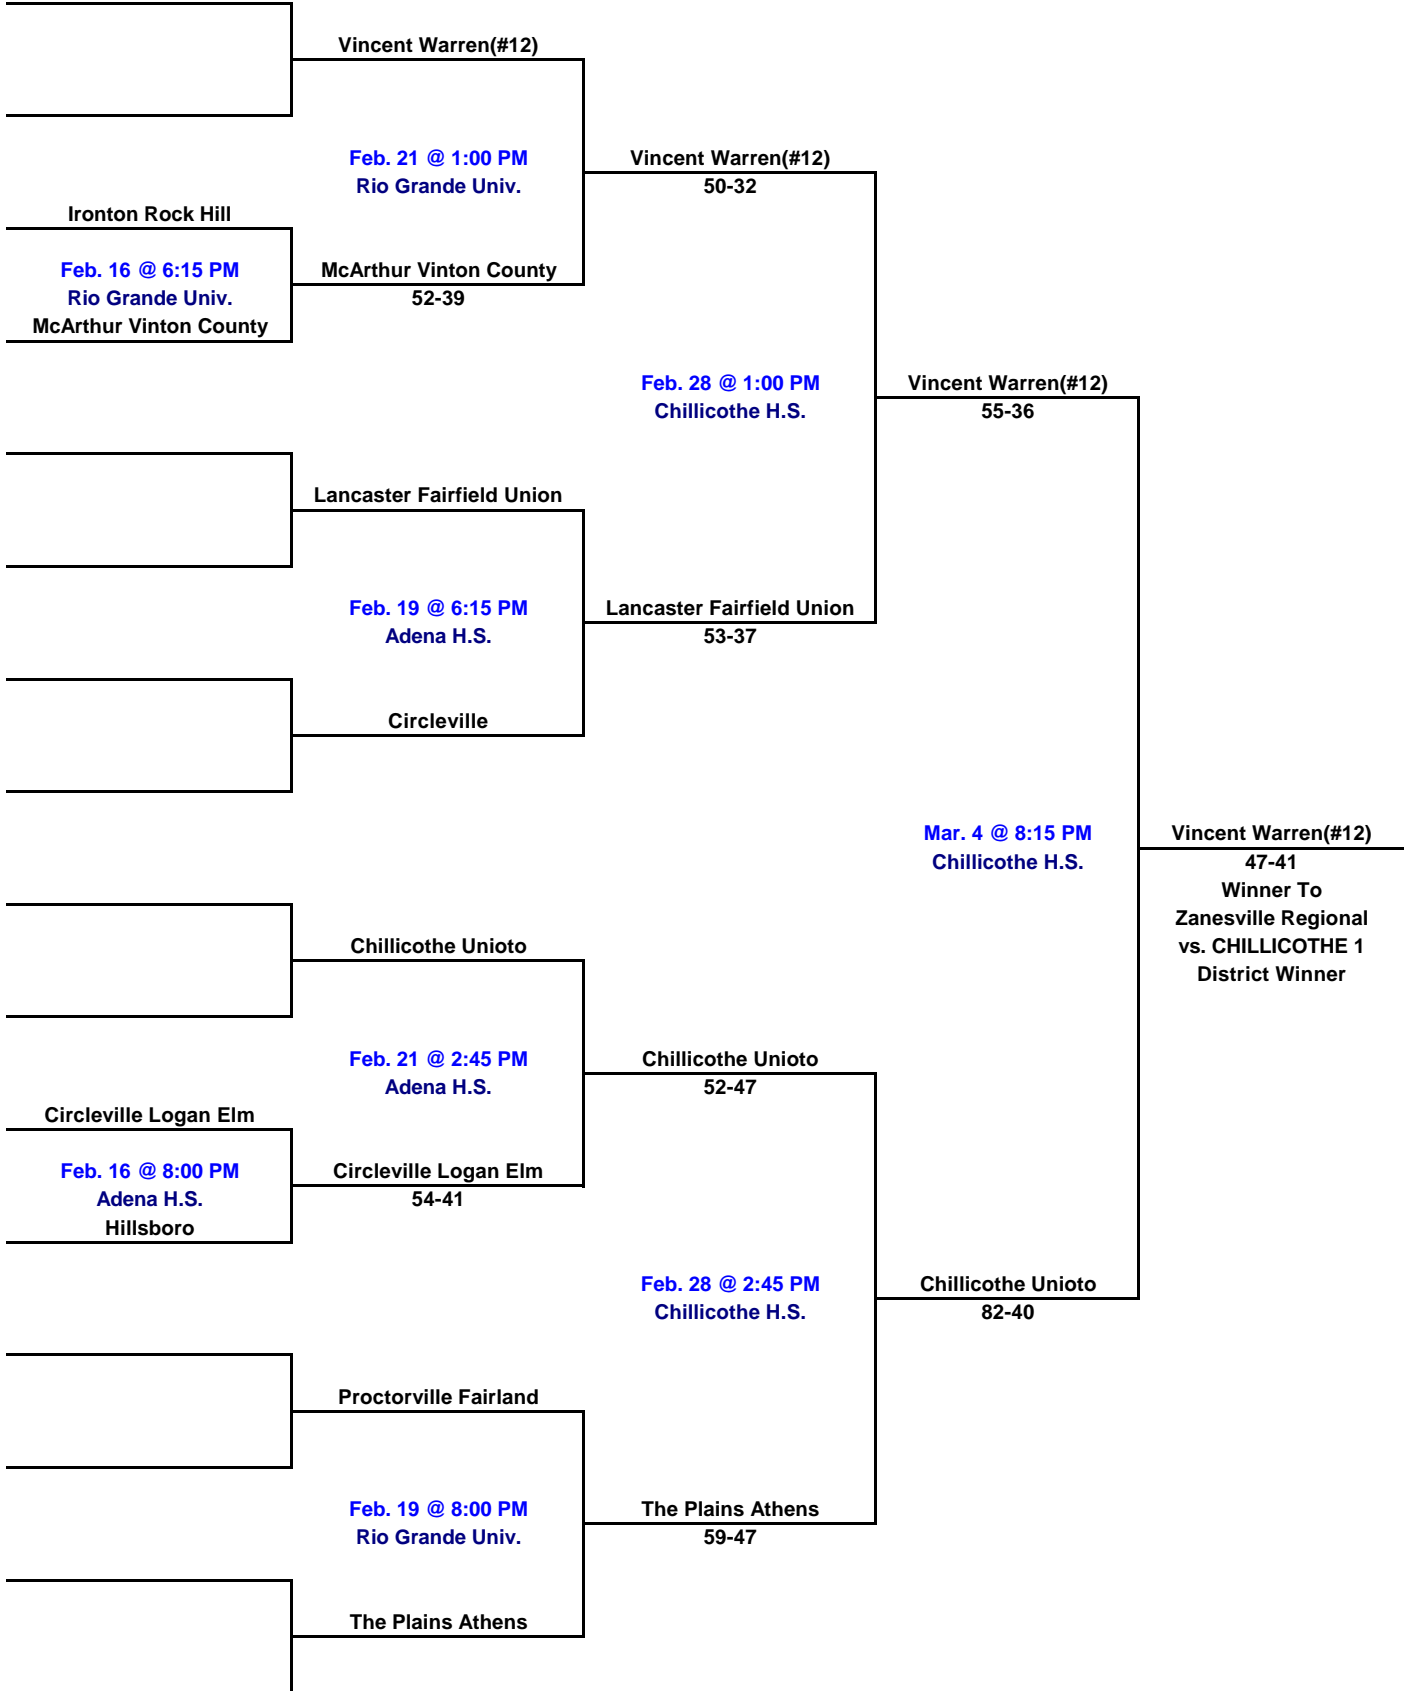 Vincent Warren(#12)
Feb. 21 @ 1:00 PM
Rio Grande Univ.
Vincent Warren(#12)
50-32
Ironton Rock Hill
Feb. 16 @ 6:15 PM
Rio Grande Univ.
McArthur Vinton County
McArthur Vinton County
52-39
Feb. 28 @ 1:00 PM
Chillicothe H.S.
Vincent Warren(#12)
55-36
Lancaster Fairfield Union
Feb. 19 @ 6:15 PM
Adena H.S.
Lancaster Fairfield Union
53-37
Circleville
Mar. 4 @ 8:15 PM
Chillicothe H.S.
Vincent Warren(#12)
47-41
Winner To
Zanesville Regional
vs. CHILLICOTHE 1
District Winner
Chillicothe Unioto
Feb. 21 @ 2:45 PM
Adena H.S.
Chillicothe Unioto
52-47
Circleville Logan Elm
Feb. 16 @ 8:00 PM
Adena H.S.
Hillsboro
Circleville Logan Elm
54-41
Feb. 28 @ 2:45 PM
Chillicothe H.S.
Chillicothe Unioto
82-40
Proctorville Fairland
Feb. 19 @ 8:00 PM
Rio Grande Univ.
The Plains Athens
59-47
The Plains Athens